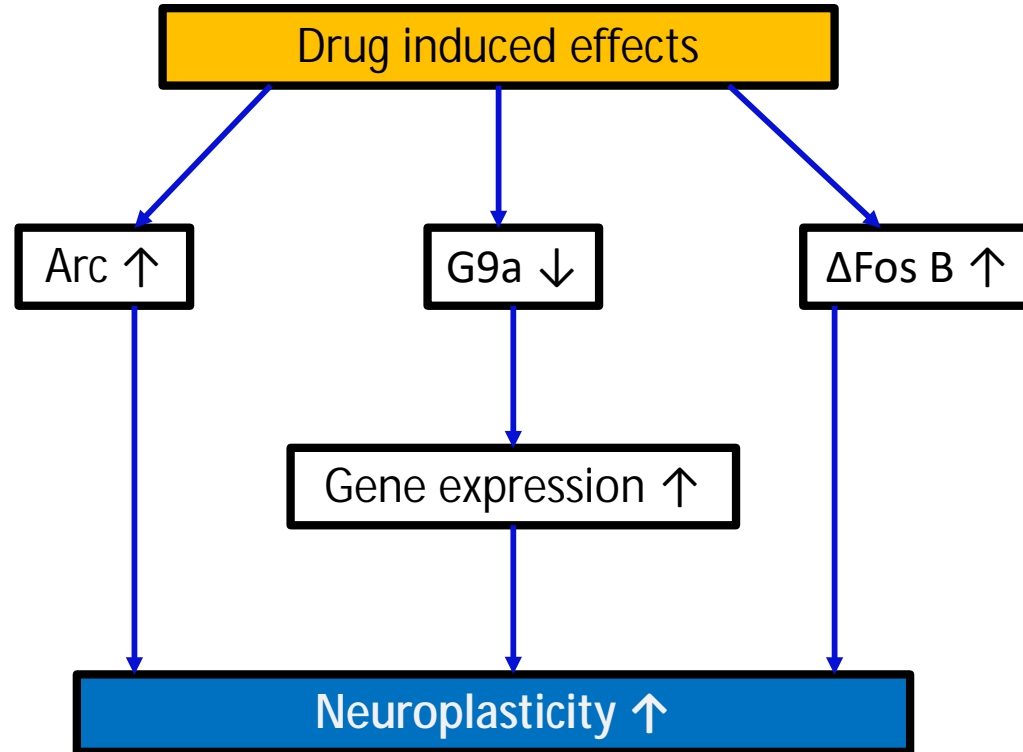 Drug induced effects
Arc ↑
G9a ↓
ΔFos B ↑
Gene expression ↑
Neuroplasticity ↑